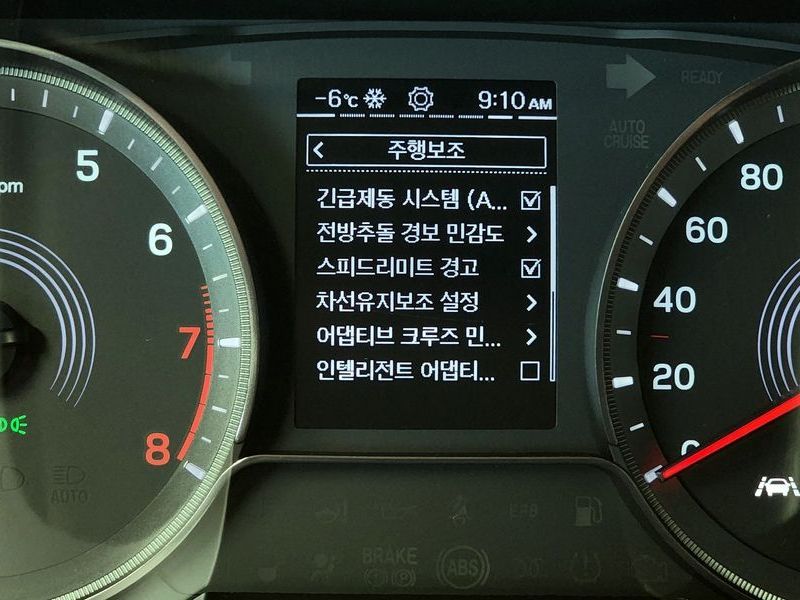 -6℃ 9:10 AM
READY
AUTO
CRUISE
주행보조
긴급제동 시스템 (A...
전방추돌 경보 민감도
스피드리미트 경고
차선유지보조 설정
어댑티브 크루즈 민...
인텔리전트 어댑티...
5
6
7
8
AUTO
80
60
40
20
0
EPB
BRAKE
ABS